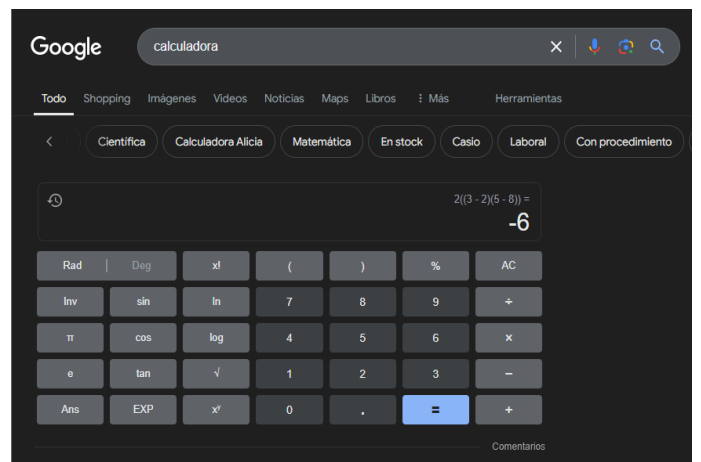 Google calculadora
Todo Shopping Imágenes Videos Noticias Maps Libros Más Herramientas
Científica Calculadora Alicia Matemática En stock Casio Laboral Con procedimiento
2((3 - 2)(5 - 8)) =
-6
Rad | Deg x! ( ) % AC
Inv sin ln 7 8 9 ÷
π cos log 4 5 6 ×
e tan √ 1 2 3 −
Ans EXP xʸ 0 . = +
Comentarios